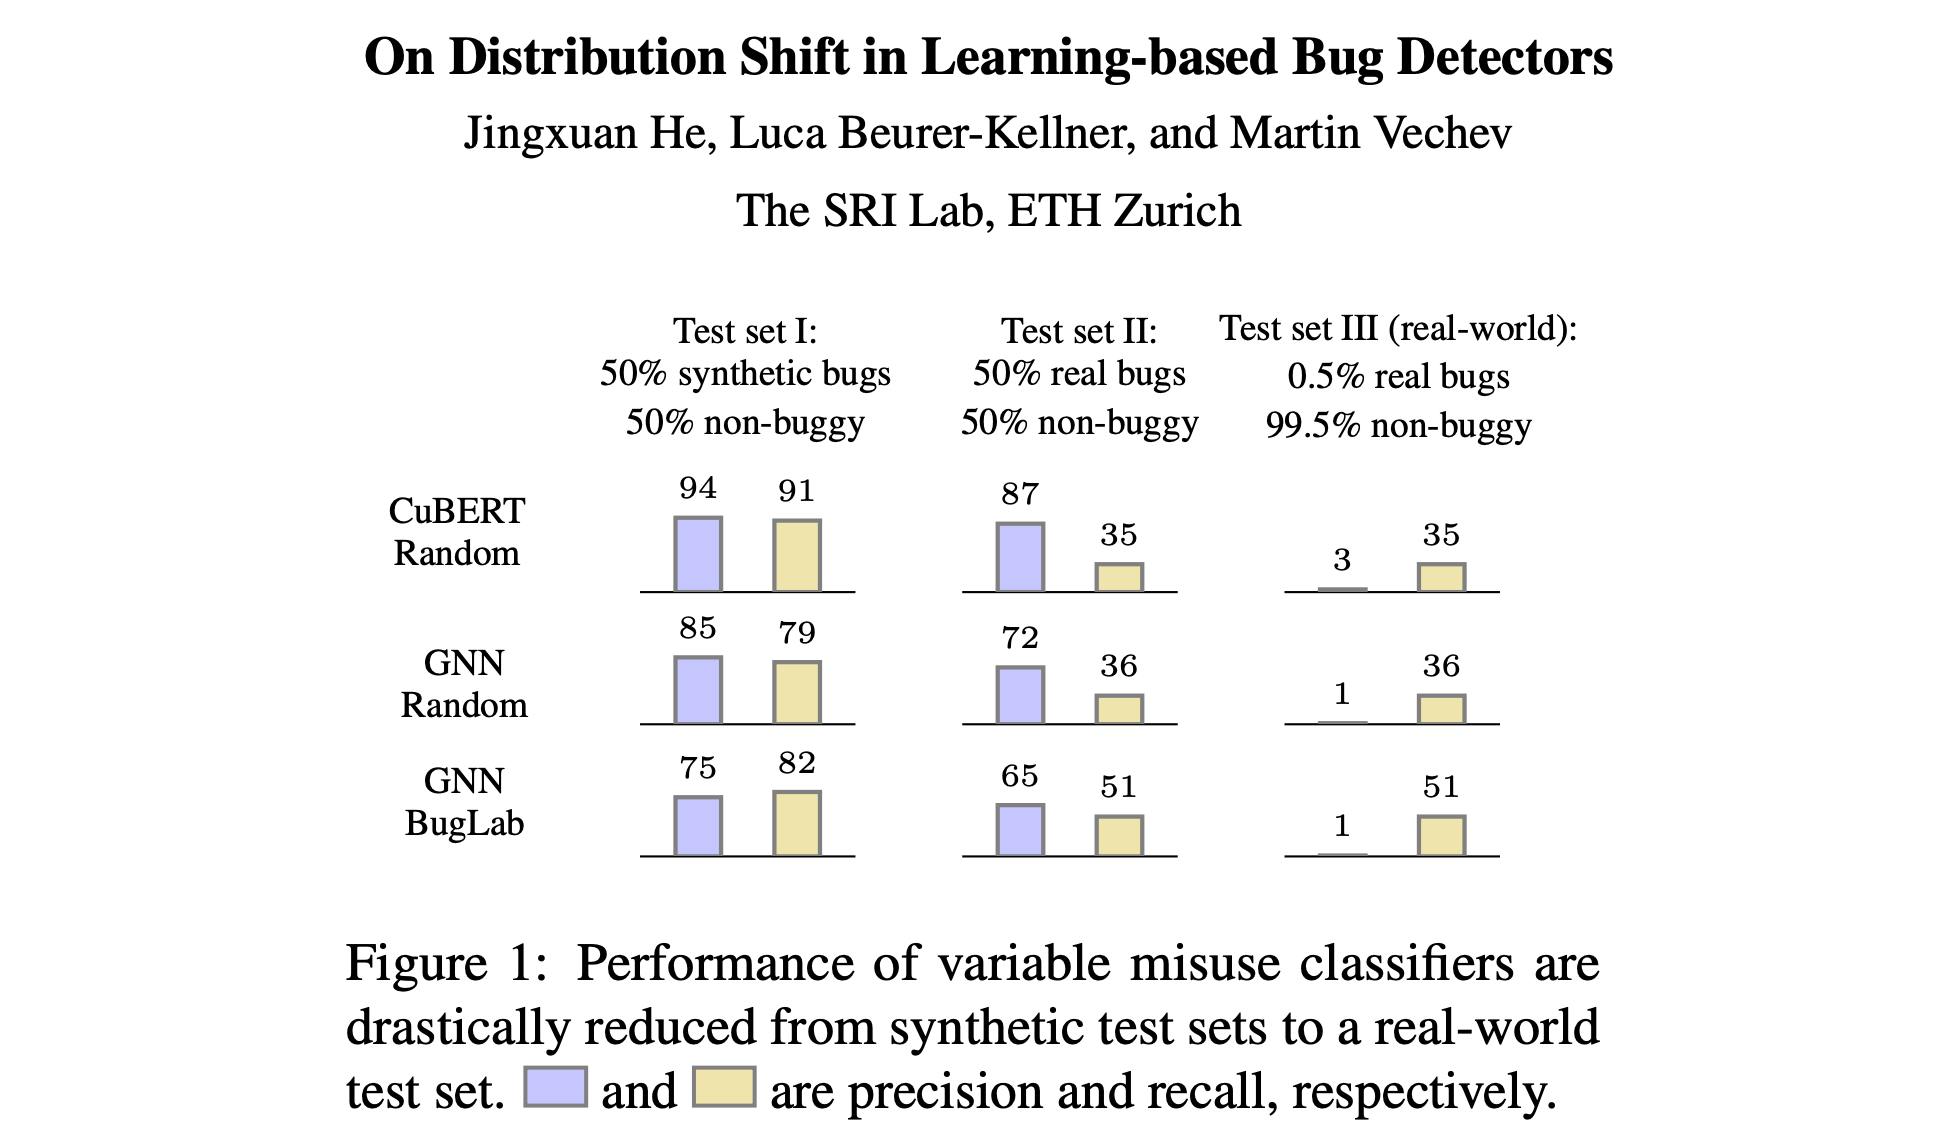 On Distribution Shift in Learning-based Bug Detectors
Jingxuan He, Luca Beurer-Kellner, and Martin Vechev
The SRI Lab, ETH Zurich
Test set I:
50% synthetic bugs
50% non-buggy
Test set II:
50% real bugs
50% non-buggy
Test set III (real-world):
0.5% real bugs
99.5% non-buggy
CuBERT
Random
94 91
87 35
3 35
GNN
Random
85 79
72 36
1 36
GNN
BugLab
75 82
65 51
1 51
Figure 1: Performance of variable misuse classifiers are
drastically reduced from synthetic test sets to a real-world
test set. and are precision and recall, respectively.